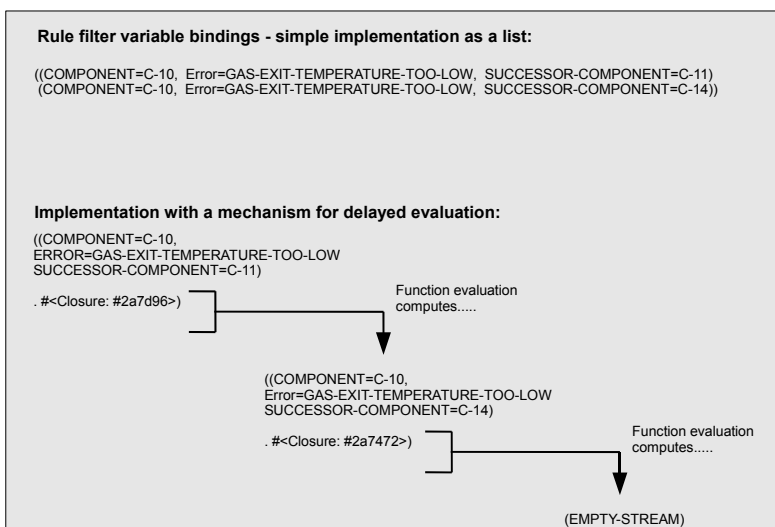 Rule filter variable bindings - simple implementation as a list:
((COMPONENT=C-10, Error=GAS-EXIT-TEMPERATURE-TOO-LOW, SUCCESSOR-COMPONENT=C-11)
(COMPONENT=C-10, Error=GAS-EXIT-TEMPERATURE-TOO-LOW, SUCCESSOR-COMPONENT=C-14))
Implementation with a mechanism for delayed evaluation:
((COMPONENT=C-10,
ERROR=GAS-EXIT-TEMPERATURE-TOO-LOW
SUCCESSOR-COMPONENT=C-11)
. #<Closure: #2a7d96>)
Function evaluation
computes.....
((COMPONENT=C-10,
Error=GAS-EXIT-TEMPERATURE-TOO-LOW
SUCCESSOR-COMPONENT=C-14)
. #<Closure: #2a7472>)
Function evaluation
computes.....
(EMPTY-STREAM)